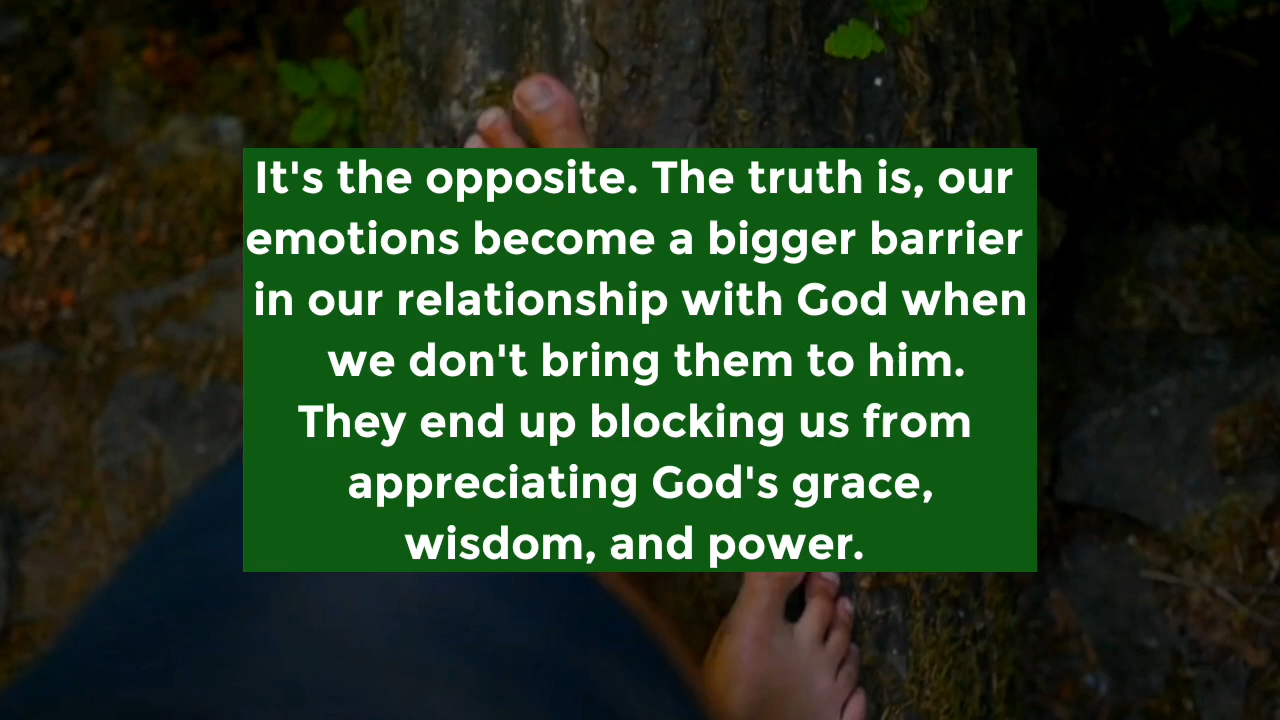 It's the opposite. The truth is, our
emotions become a bigger barrier
in our relationship with God when
we don't bring them to him.
They end up blocking us from
appreciating God's grace,
wisdom, and power.